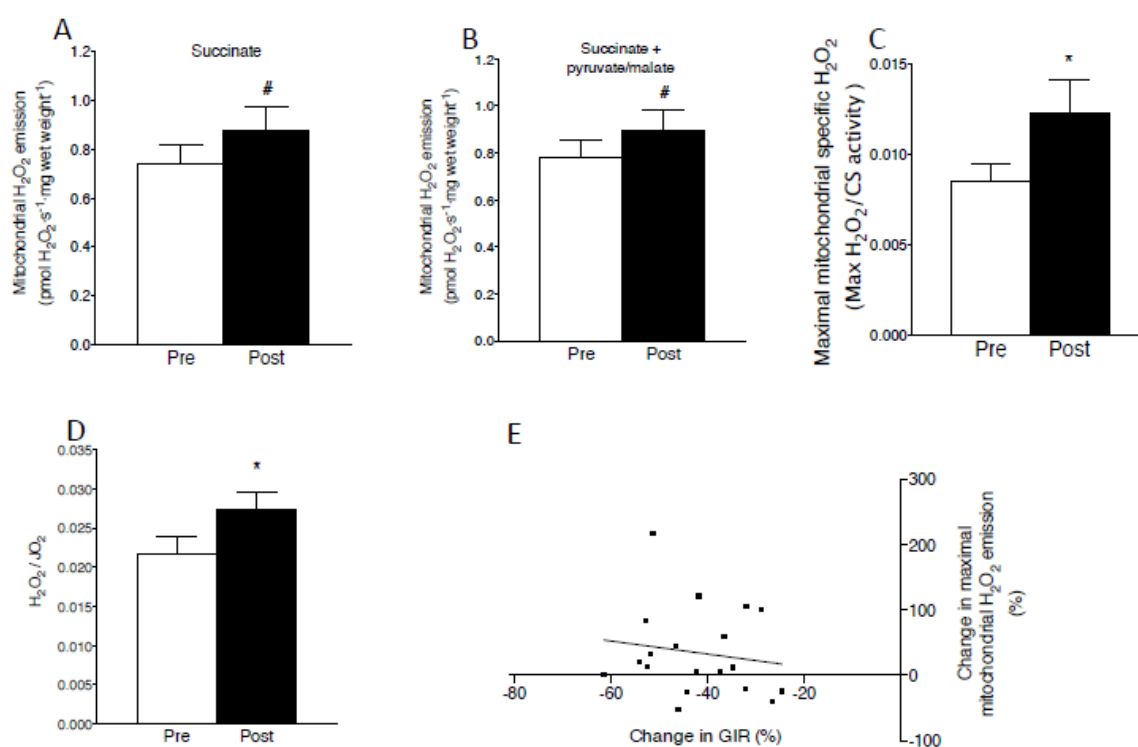 A
Succinate
Mitochondrial H₂O₂ emission
(pmol H₂O₂·s⁻¹·mg wet weight⁻¹)
1.2
1.0
0.8
0.6
0.4
0.2
0.0
#
Pre
Post
B
Succinate +
pyruvate/malate
Mitochondrial H₂O₂ emission
(pmol H₂O₂·s⁻¹·mg wet weight⁻¹)
1.2
1.0
0.8
0.6
0.4
0.2
0.0
#
Pre
Post
C
Maximal mitochondrial specific H₂O₂
(Max H₂O₂/CS activity )
0.015
0.010
0.005
0.000
*
Pre
Post
D
H₂O₂ / JO₂
0.035
0.030
0.025
0.020
0.015
0.010
0.005
0.000
*
Pre
Post
E
300
200
100
0
-100
Change in maximal
mitochondrial H₂O₂ emission
(%)
-80
-60
-40
-20
Change in GIR (%)